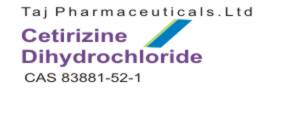 Taj Pharmaceuticals.Ltd
Cetirizine
Dihydrochloride
CAS 83881-52-1